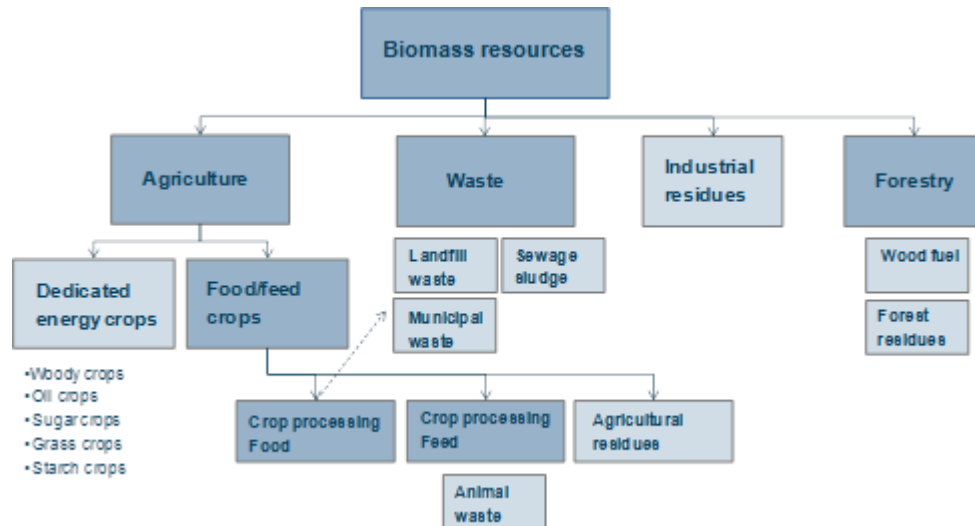 Biomass resources
Agriculture
Waste
Industrial
residues
Forestry
Landfill
waste
Sewage
sludge
Wood fuel
Dedicated
energy crops
Food/feed
crops
Municipal
waste
Forest
residues
•Woody crops
•Oil crops
•Sugar crops
•Grass crops
•Starch crops
Crop processing
Food
Crop processing
Feed
Agricultural
residues
Animal
waste